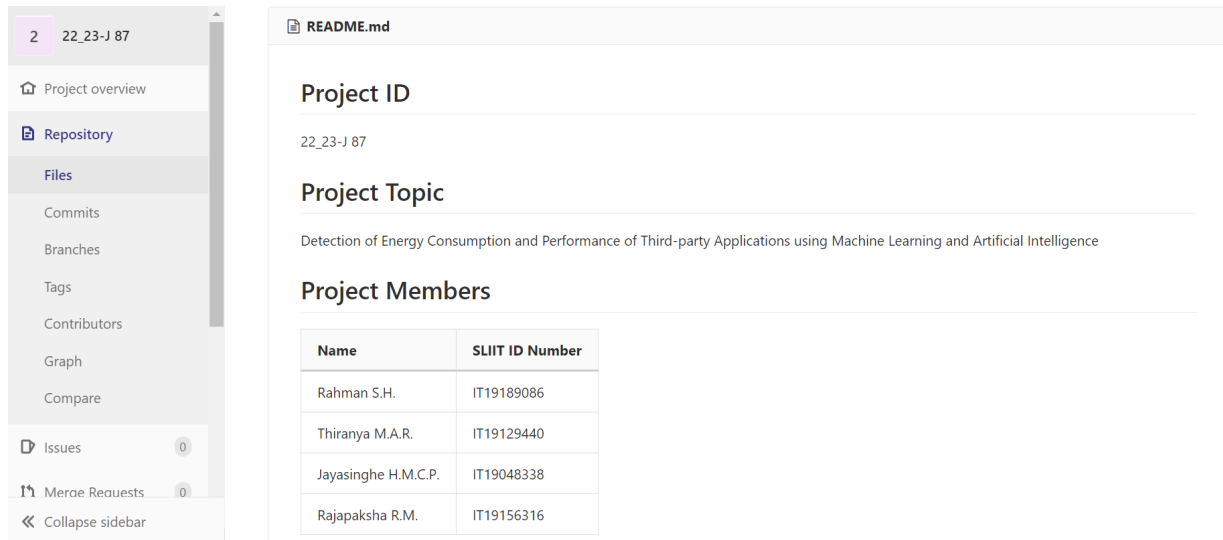 2 22_23-J 87
Project overview
Repository
Files
Commits
Branches
Tags
Contributors
Graph
Compare
Issues 0
Merge Requests 0
Collapse sidebar
README.md
Project ID
22_23-J 87
Project Topic
Detection of Energy Consumption and Performance of Third-party Applications using Machine Learning and Artificial Intelligence
Project Members
Name SLIIT ID Number
Rahman S.H. IT19189086
Thiranya M.A.R. IT19129440
Jayasinghe H.M.C.P. IT19048338
Rajapaksha R.M. IT19156316